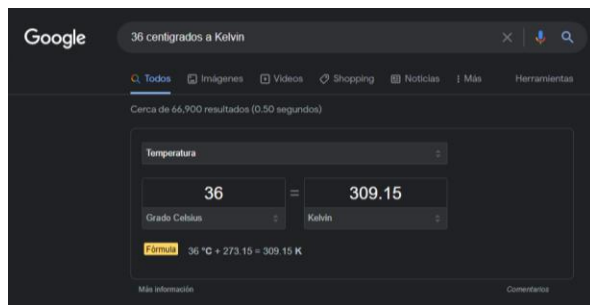 Google 36 centigrados a Kelvin
Todos Imágenes Videos Shopping Noticias Más Herramientas
Cerca de 66,900 resultados (0.50 segundos)
Temperatura
36 = 309.15
Grado Celsius Kelvin
Fórmula 36 °C + 273.15 = 309.15 K
Más información Comentarios